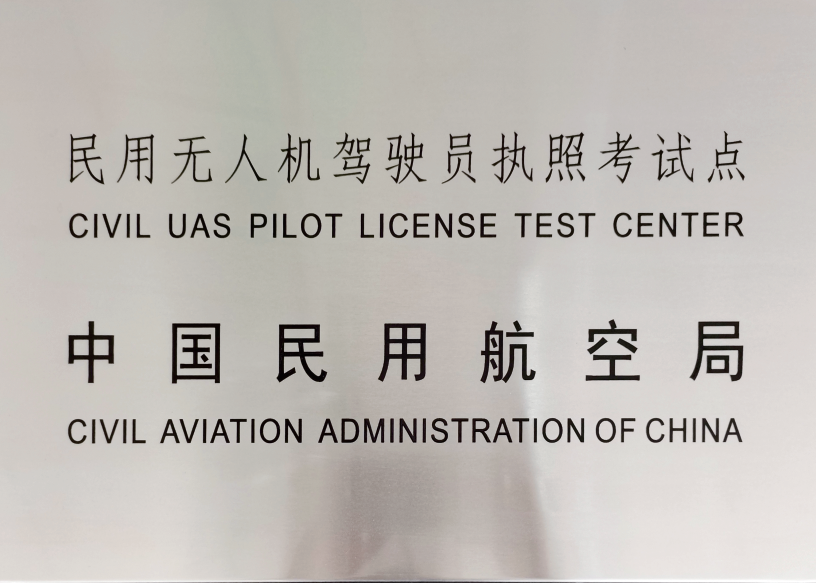 民用无人机驾驶员执照考试点
CIVIL UAS PILOT LICENSE TEST CENTER
中国民用航空局
CIVIL AVIATION ADMINISTRATION OF CHINA